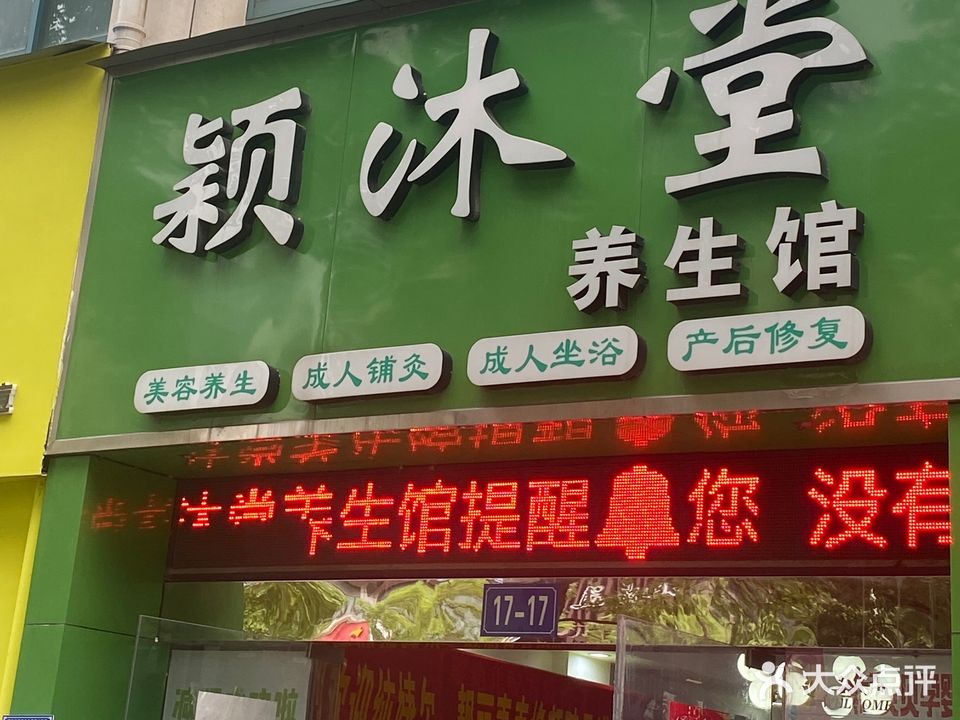 颖沐堂
养生馆
美容养生 成人铺灸 成人坐浴 产后修复
养生馆提醒🔔您 没有
17-17
大众点评